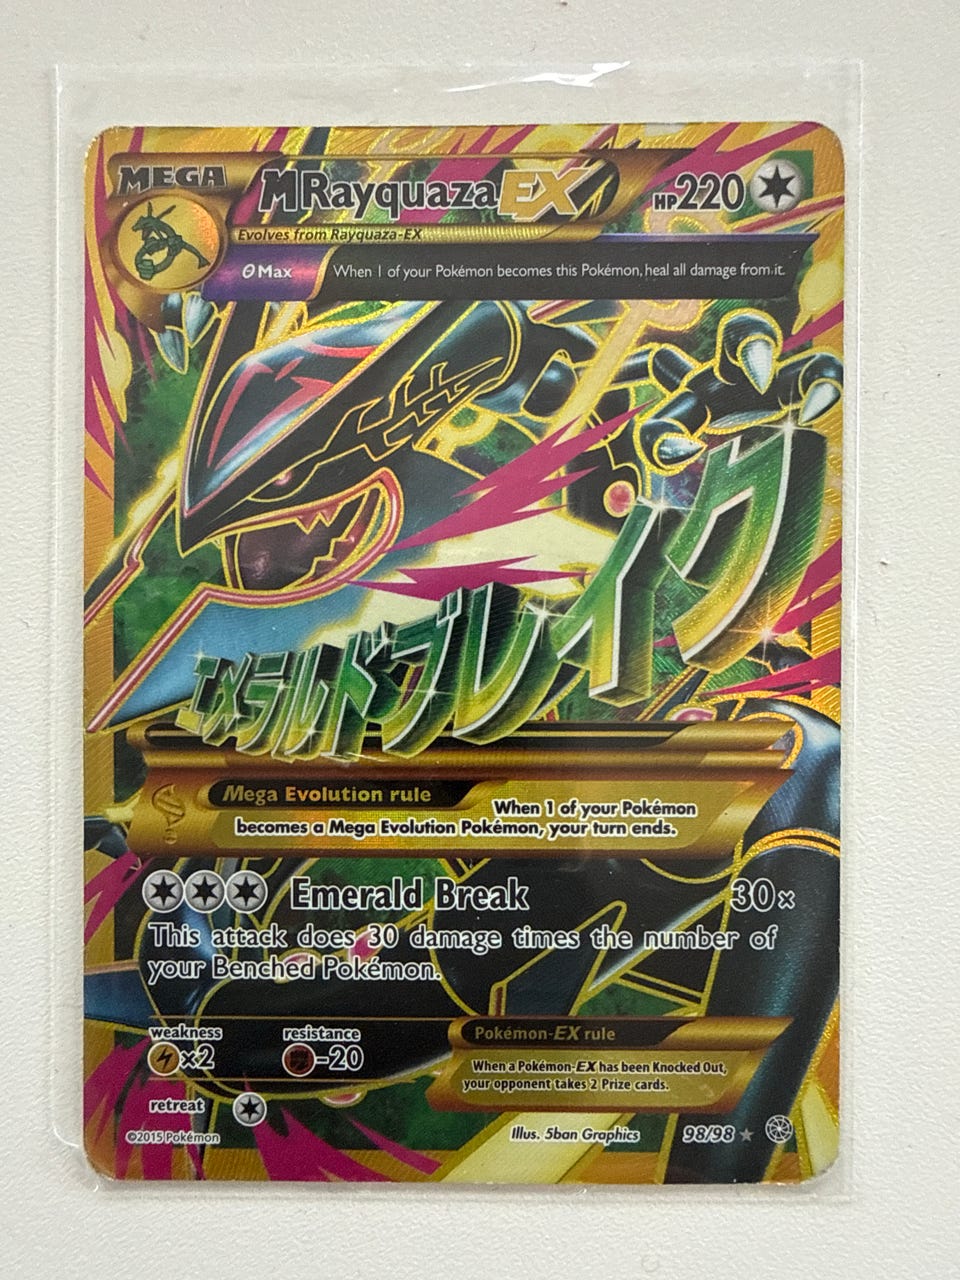 MEGA
MRayquazaEX
HP220
Evolves from Rayquaza-EX
θ Max
When 1 of your Pokémon becomes this Pokémon, heal all damage from it.
エメラルドブレイク
Mega Evolution rule
When 1 of your Pokémon
becomes a Mega Evolution Pokémon, your turn ends.
Emerald Break 30×
This attack does 30 damage times the number of
your Benched Pokémon.
weakness resistance
×2 -20
Pokémon-EX rule
When a Pokémon-EX has been Knocked Out,
your opponent takes 2 Prize cards.
retreat
©2015 Pokémon
Illus. 5ban Graphics
98/98 ★